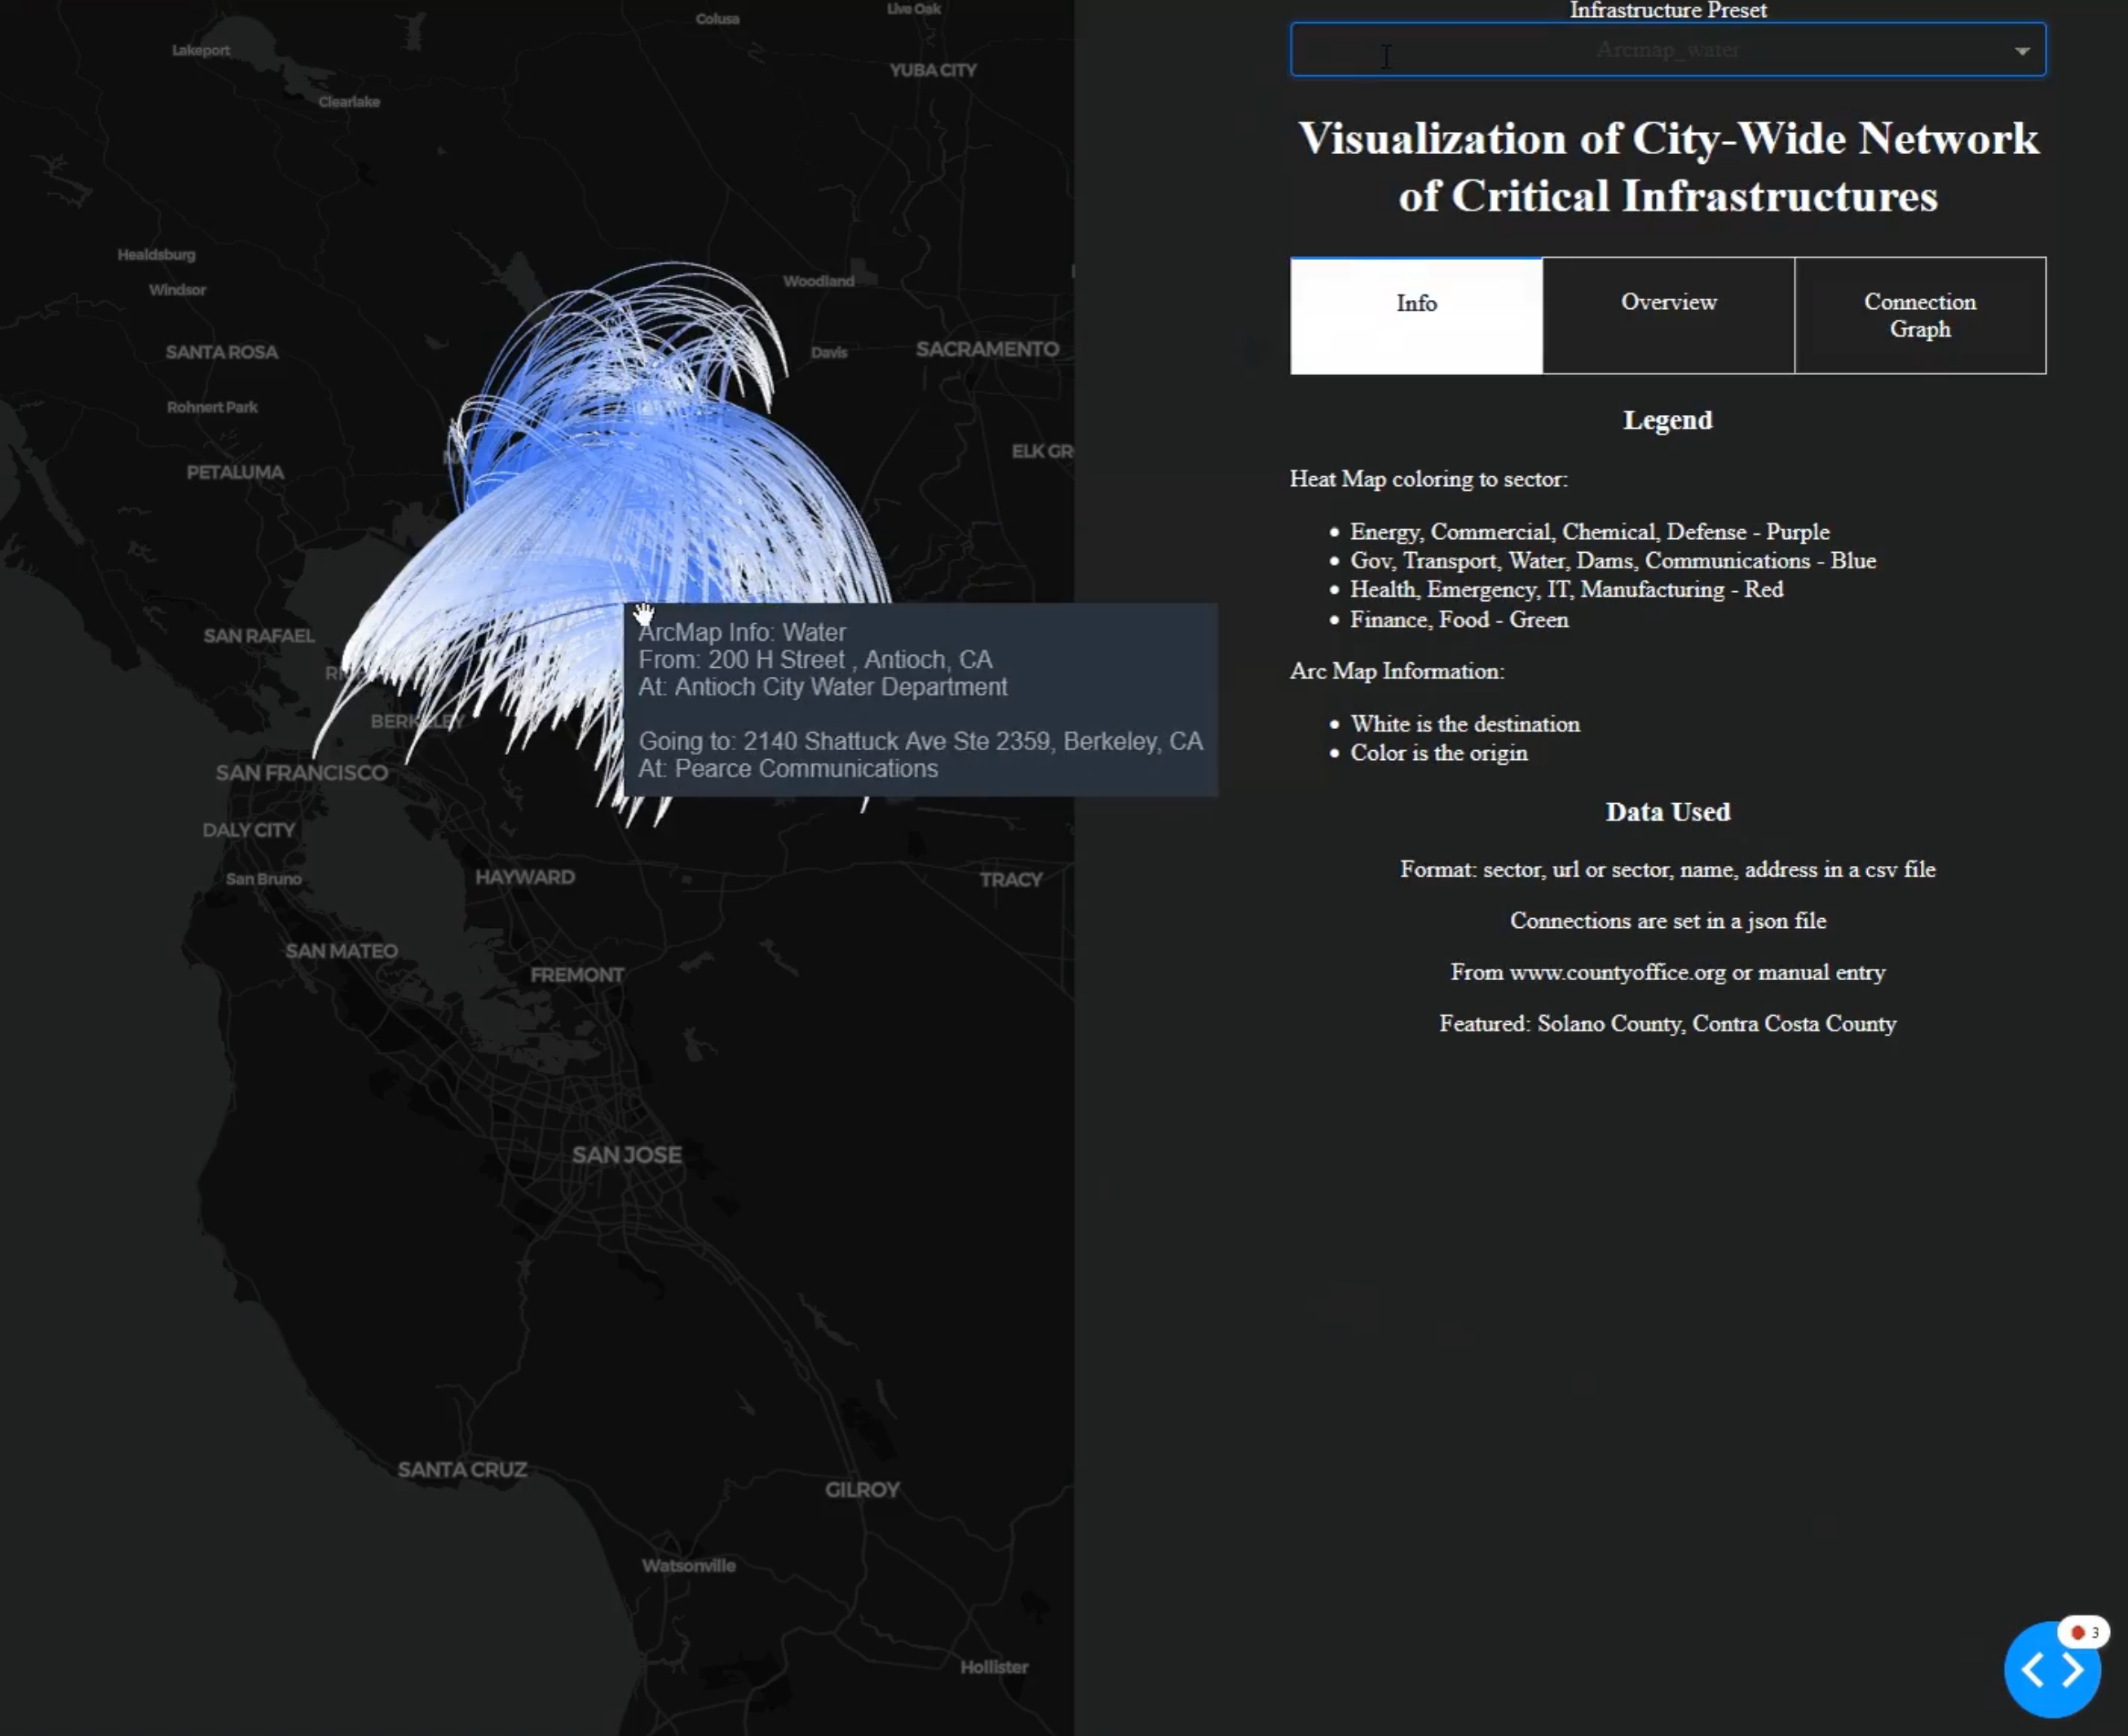 Colusa
Live Oak
Lakeport
YUBA CITY
Clearlake
Healdsburg
Windsor
Woodland
SANTA ROSA
Davis
SACRAMENTO
Rohnert Park
ELK GR
PETALUMA
SAN RAFAEL
BERKELEY
SAN FRANCISCO
DALY CITY
San Bruno
HAYWARD
TRACY
SAN MATEO
FREMONT
SAN JOSE
SANTA CRUZ
GILROY
Watsonville
Hollister
ArcMap Info: Water
From: 200 H Street , Antioch, CA
At: Antioch City Water Department
Going to: 2140 Shattuck Ave Ste 2359, Berkeley, CA
At: Pearce Communications
Infrastructure Preset
Arcmap_water
Visualization of City-Wide Network
of Critical Infrastructures
Info
Overview
Connection
Graph
Legend
Heat Map coloring to sector:
• Energy, Commercial, Chemical, Defense - Purple
• Gov, Transport, Water, Dams, Communications - Blue
• Health, Emergency, IT, Manufacturing - Red
• Finance, Food - Green
Arc Map Information:
• White is the destination
• Color is the origin
Data Used
Format: sector, url or sector, name, address in a csv file
Connections are set in a json file
From www.countyoffice.org or manual entry
Featured: Solano County, Contra Costa County
3